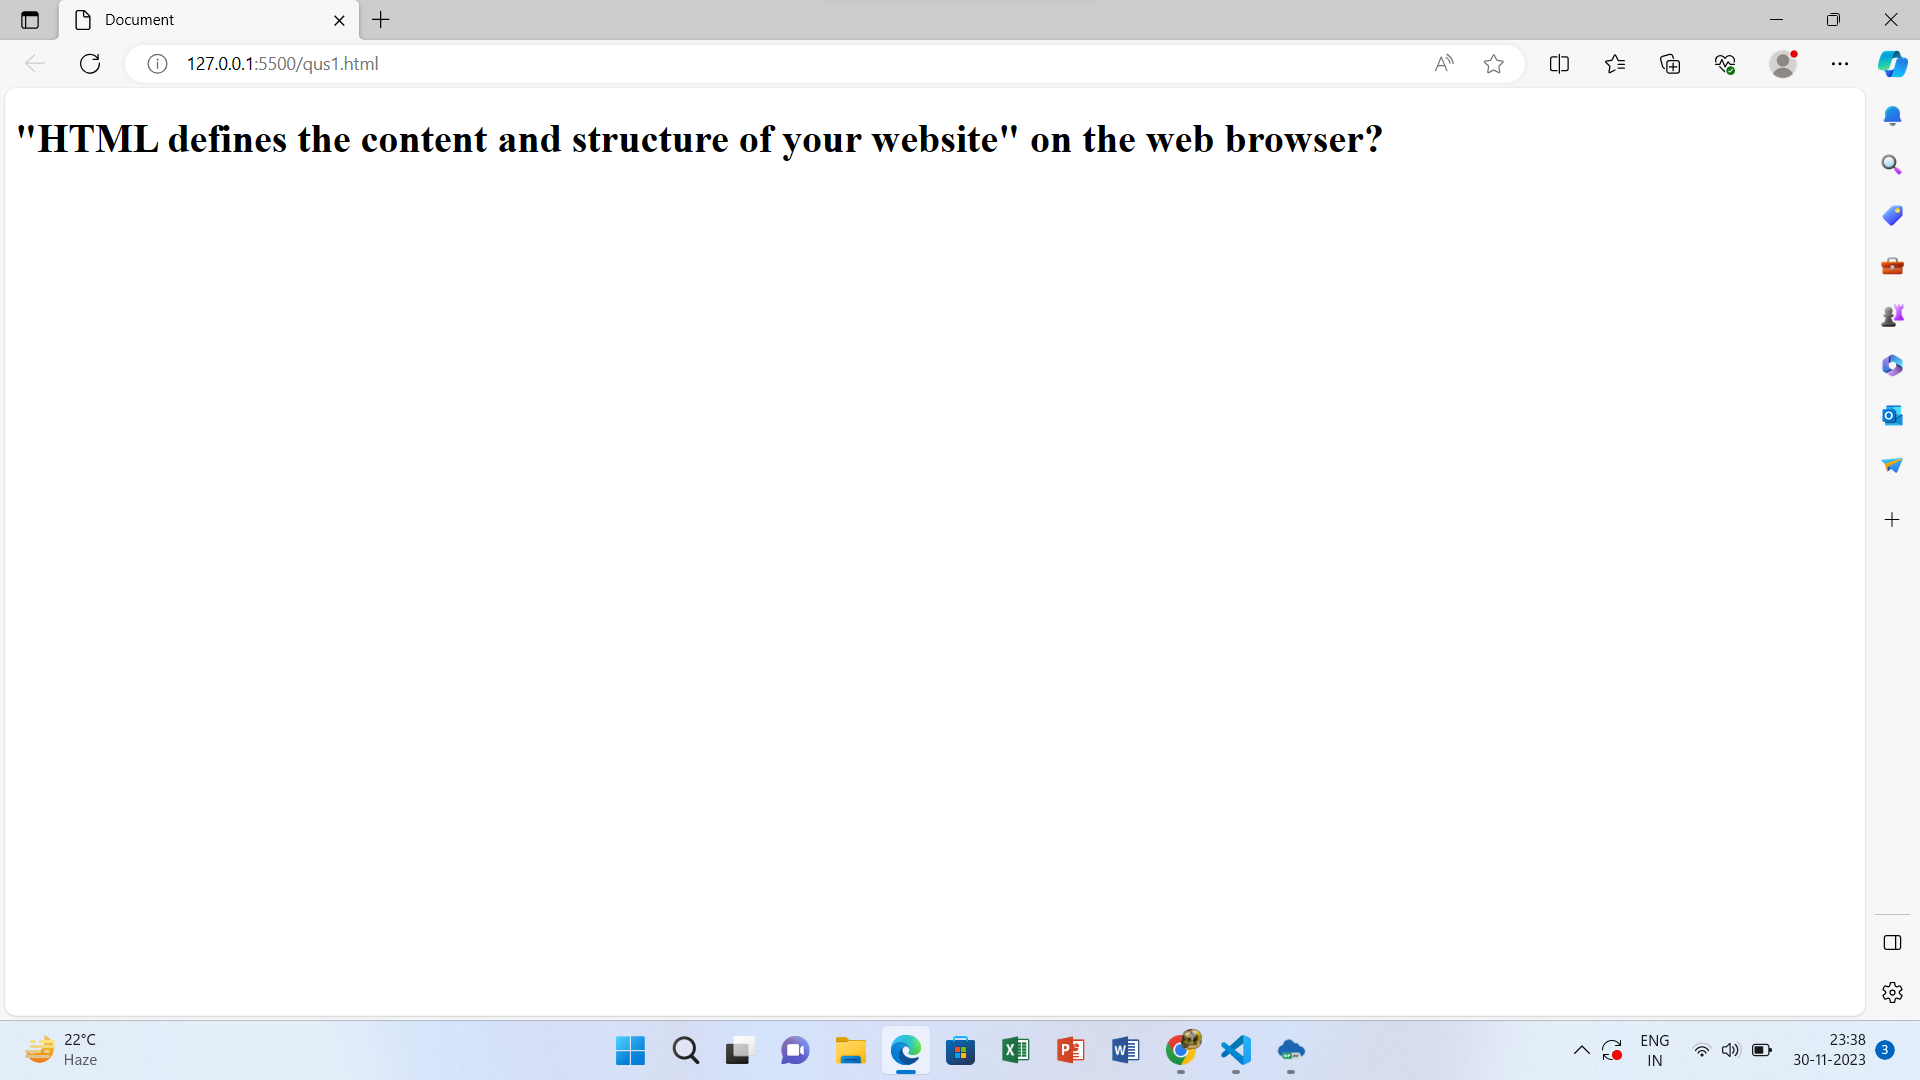 Document
127.0.0.1:5500/qus1.html
"HTML defines the content and structure of your website" on the web browser?
22°C
Haze
ENG
IN
23:38
30-11-2023
3